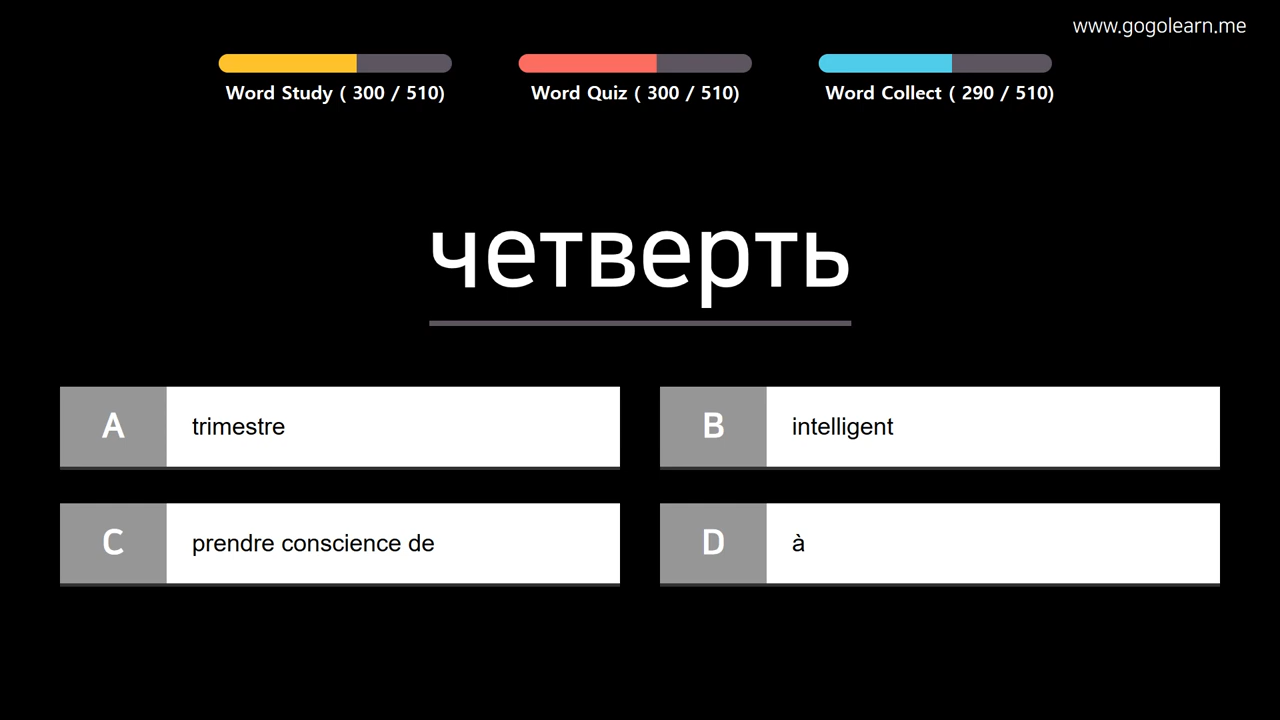 www.gogolearn.me
Word Study ( 300 / 510)
Word Quiz ( 300 / 510)
Word Collect ( 290 / 510)
четверть
A trimestre
B intelligent
C prendre conscience de
D à